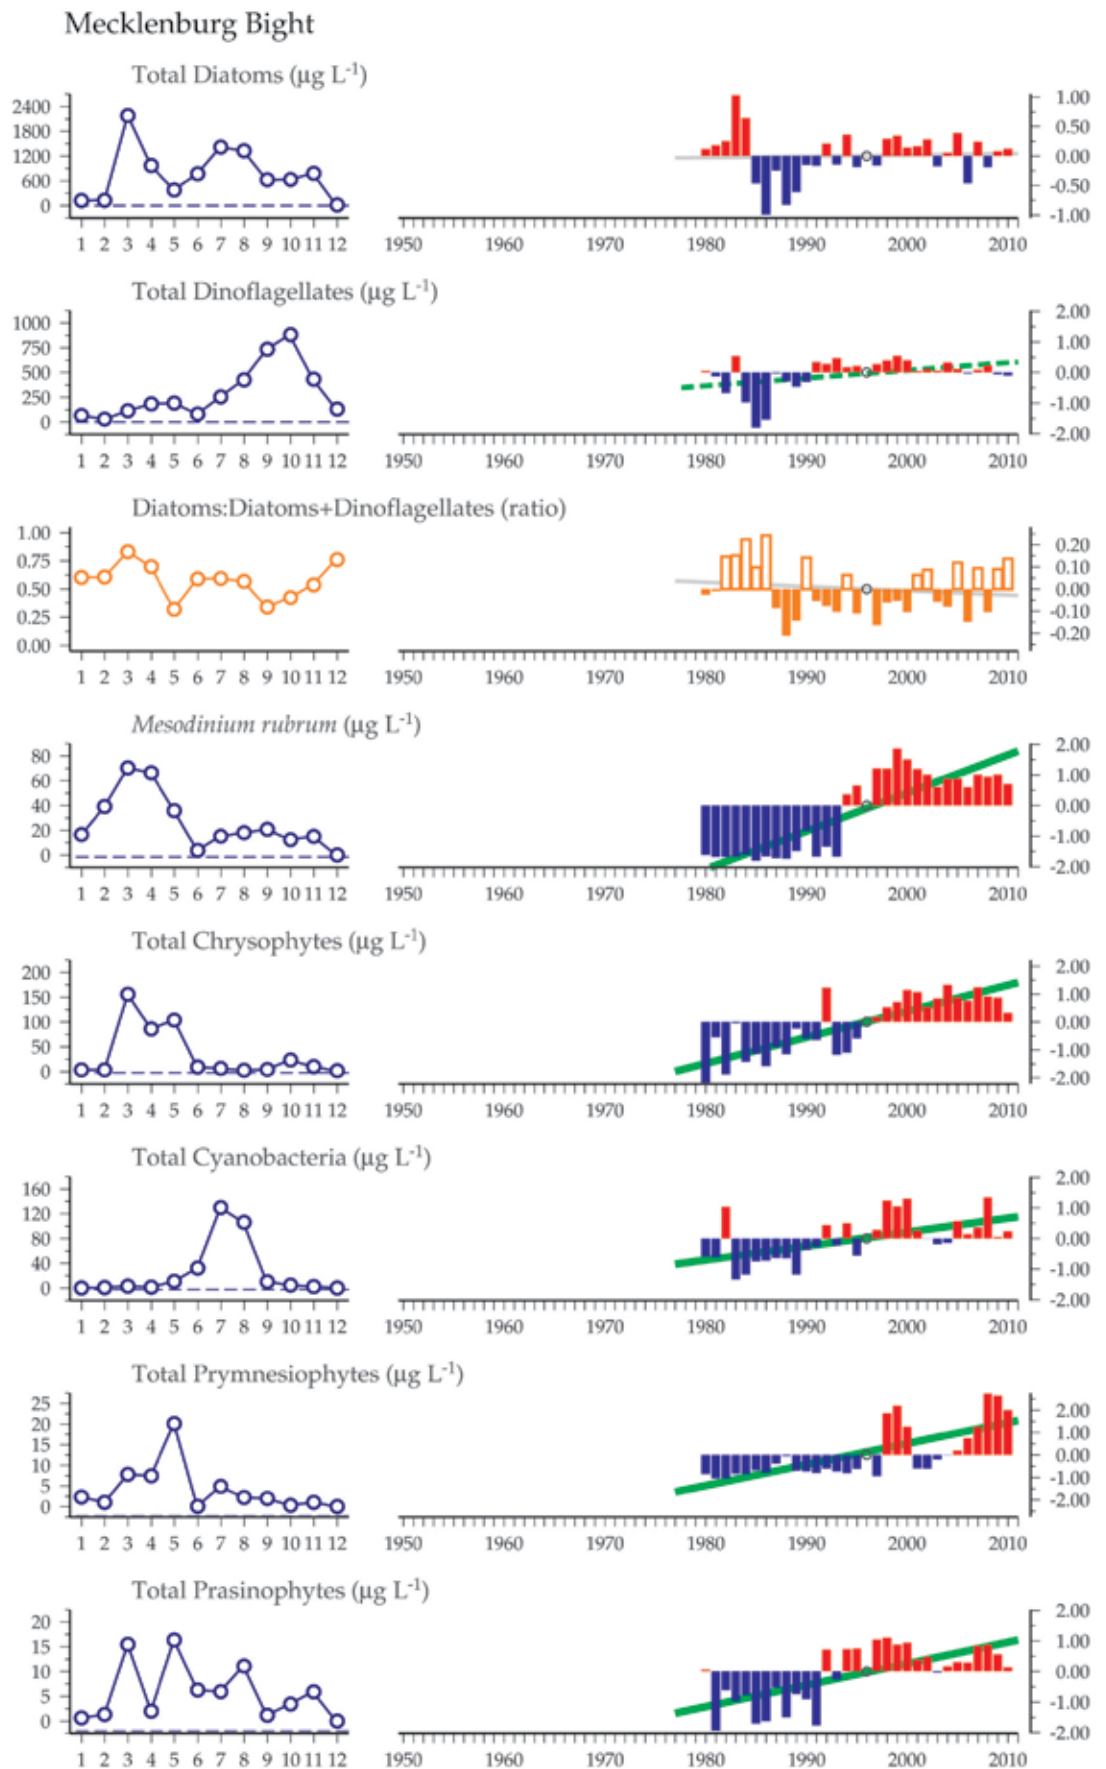 Mecklenburg Bight
Total Diatoms (µg L⁻¹)
2400 1800 1200 600 0
1.00 0.50 0.00 -0.50 -1.00
1 2 3 4 5 6 7 8 9 10 11 12 1950 1960 1970 1980 1990 2000 2010
Total Dinoflagellates (µg L⁻¹)
1000 750 500 250 0
2.00 1.00 0.00 -1.00 -2.00
1 2 3 4 5 6 7 8 9 10 11 12 1950 1960 1970 1980 1990 2000 2010
Diatoms:Diatoms+Dinoflagellates (ratio)
1.00 0.75 0.50 0.25 0.00
0.20 0.10 0.00 -0.10 -0.20
1 2 3 4 5 6 7 8 9 10 11 12 1950 1960 1970 1980 1990 2000 2010
Mesodinium rubrum (µg L⁻¹)
80 60 40 20 0
2.00 1.00 0.00 -1.00 -2.00
1 2 3 4 5 6 7 8 9 10 11 12 1950 1960 1970 1980 1990 2000 2010
Total Chrysophytes (µg L⁻¹)
200 150 100 50 0
2.00 1.00 0.00 -1.00 -2.00
1 2 3 4 5 6 7 8 9 10 11 12 1950 1960 1970 1980 1990 2000 2010
Total Cyanobacteria (µg L⁻¹)
160 120 80 40 0
2.00 1.00 0.00 -1.00 -2.00
1 2 3 4 5 6 7 8 9 10 11 12 1950 1960 1970 1980 1990 2000 2010
Total Prymnesiophytes (µg L⁻¹)
25 20 15 10 5 0
2.00 1.00 0.00 -1.00 -2.00
1 2 3 4 5 6 7 8 9 10 11 12 1950 1960 1970 1980 1990 2000 2010
Total Prasinophytes (µg L⁻¹)
20 15 10 5 0
2.00 1.00 0.00 -1.00 -2.00
1 2 3 4 5 6 7 8 9 10 11 12 1950 1960 1970 1980 1990 2000 2010